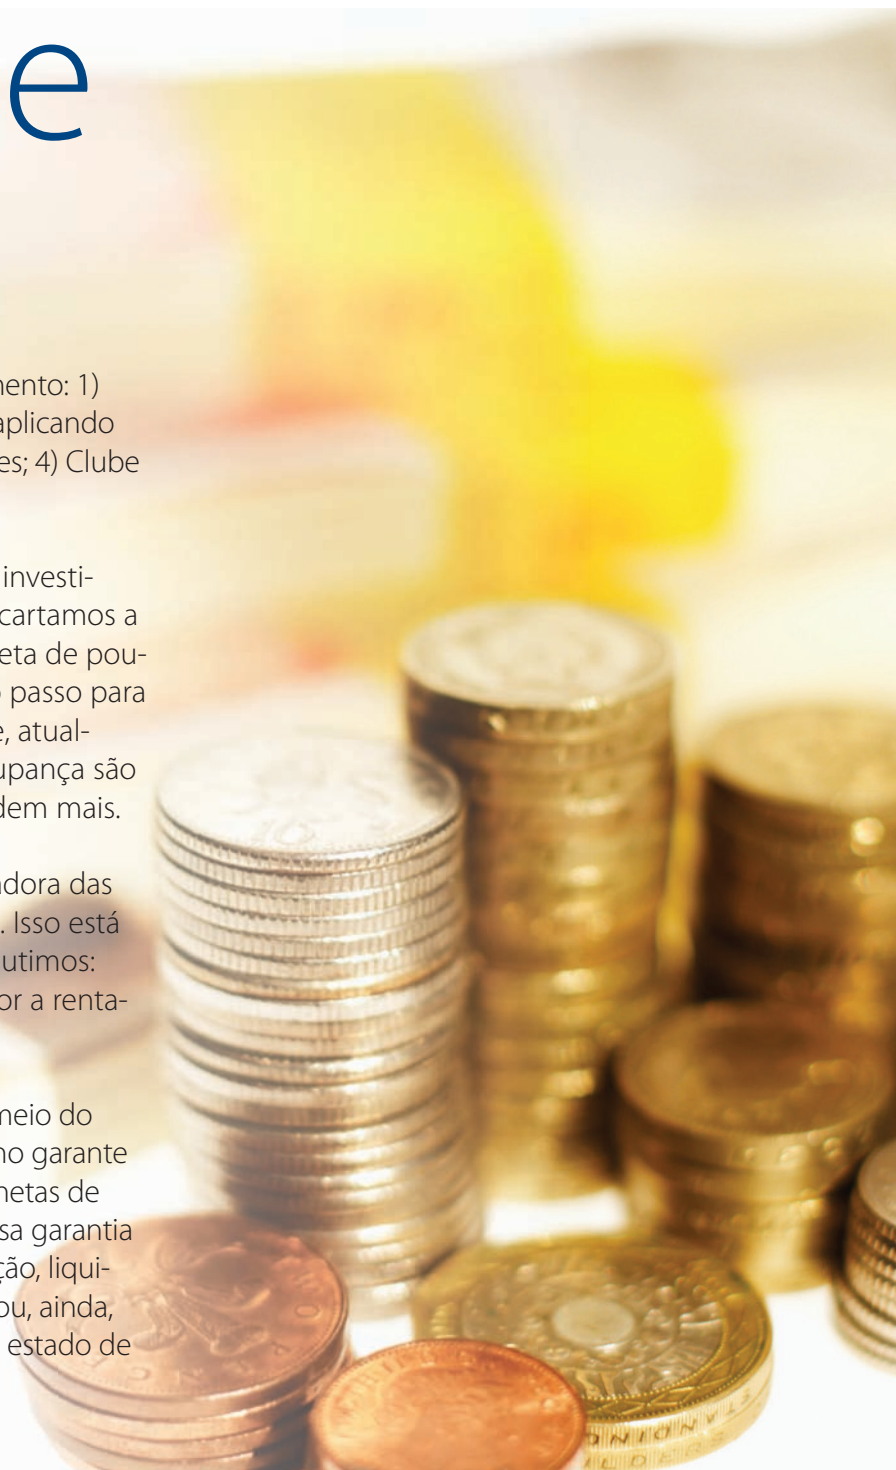 e
mento: 1)
aplicando
es; 4) Clube
investi-
cartamos a
eta de pou-
passo para
e, atual-
upança são
dem mais.
adora das
. Isso está
utimos:
or a renta-
meio do
no garante
netas de
sa garantia
ção, liqui-
ou, ainda,
estado de